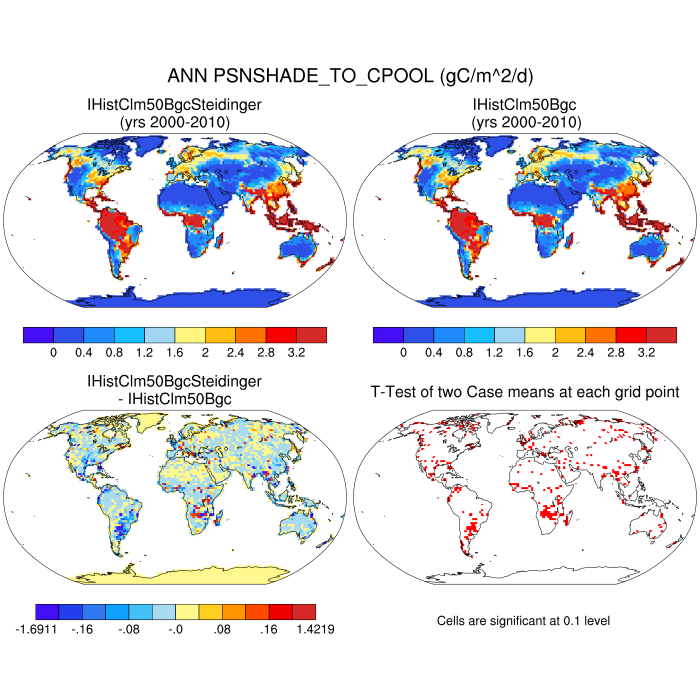 ANN PSNSHADE_TO_CPOOL (gC/m^2/d)
IHistClm50BgcSteidinger
(yrs 2000-2010)
IHistClm50Bgc
(yrs 2000-2010)
0 0.4 0.8 1.2 1.6 2 2.4 2.8 3.2
0 0.4 0.8 1.2 1.6 2 2.4 2.8 3.2
IHistClm50BgcSteidinger
- IHistClm50Bgc
T-Test of two Case means at each grid point
-1.6911 -.16 -.08 -.0 .08 .16 1.4219
Cells are significant at 0.1 level